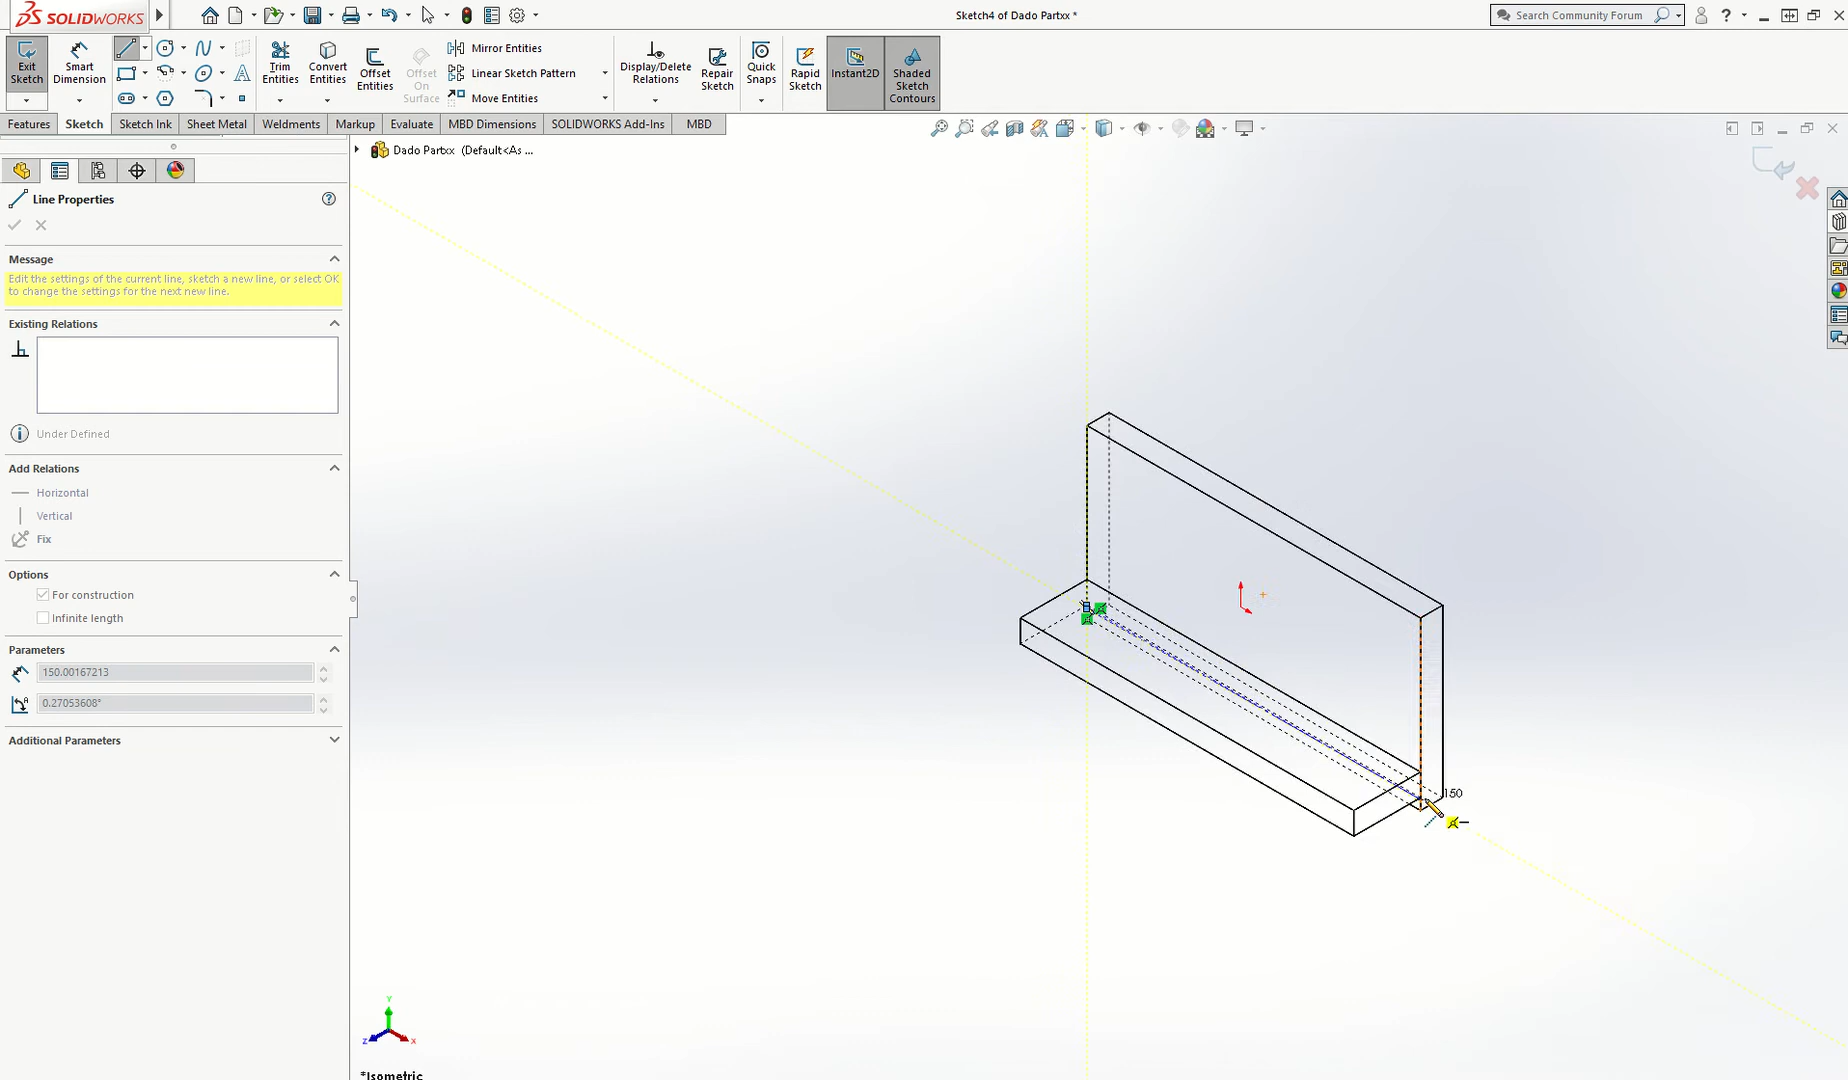 SOLIDWORKS
Sketch4 of Dado Partxx *
Search Community Forum
?
Exit Sketch
Smart Dimension
Trim Entities
Convert Entities
Offset Entities
Offset On Surface
Mirror Entities
Linear Sketch Pattern
Move Entities
Display/Delete Relations
Repair Sketch
Quick Snaps
Rapid Sketch
Instant2D
Shaded Sketch Contours
Features
Sketch
Sketch Ink
Sheet Metal
Weldments
Markup
Evaluate
MBD Dimensions
SOLIDWORKS Add-Ins
MBD
Dado Partxx (Default<As ...
Line Properties
?
Message
Edit the settings of the current line, sketch a new line, or select OK
to change the settings for the next new line.
Existing Relations
Under Defined
Add Relations
Horizontal
Vertical
Fix
Options
For construction
Infinite length
Parameters
150.00167213
0.27053608°
Additional Parameters
150
Y
Z
X
*Isometric